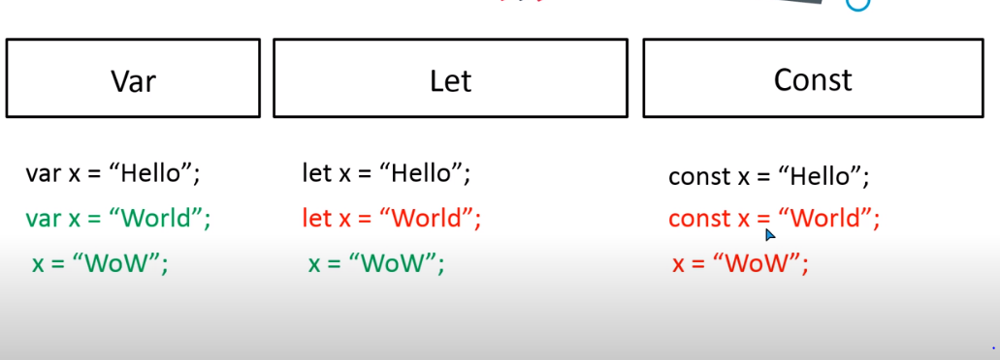 Var
var x = “Hello”;
var x = “World”;
x = “WoW”;
Let
let x = “Hello”;
let x = “World”;
x = “WoW”;
Const
const x = “Hello”;
const x = “World”;
x = “WoW”;